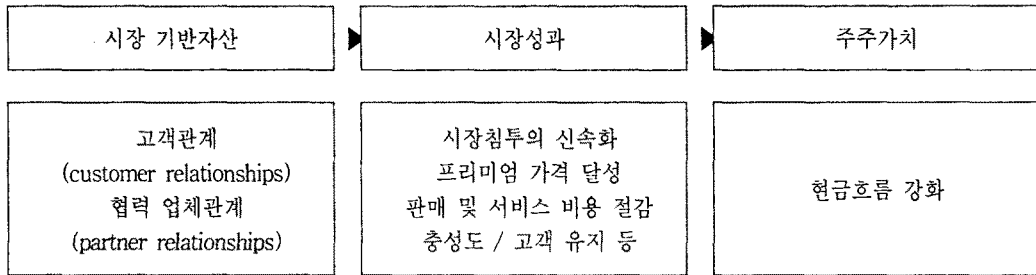 시장 기반자산
시장성과
주주가치
고객관계
(customer relationships)
협력 업체관계
(partner relationships)
시장침투의 신속화
프리미엄 가격 달성
판매 및 서비스 비용 절감
충성도 / 고객 유지 등
현금흐름 강화